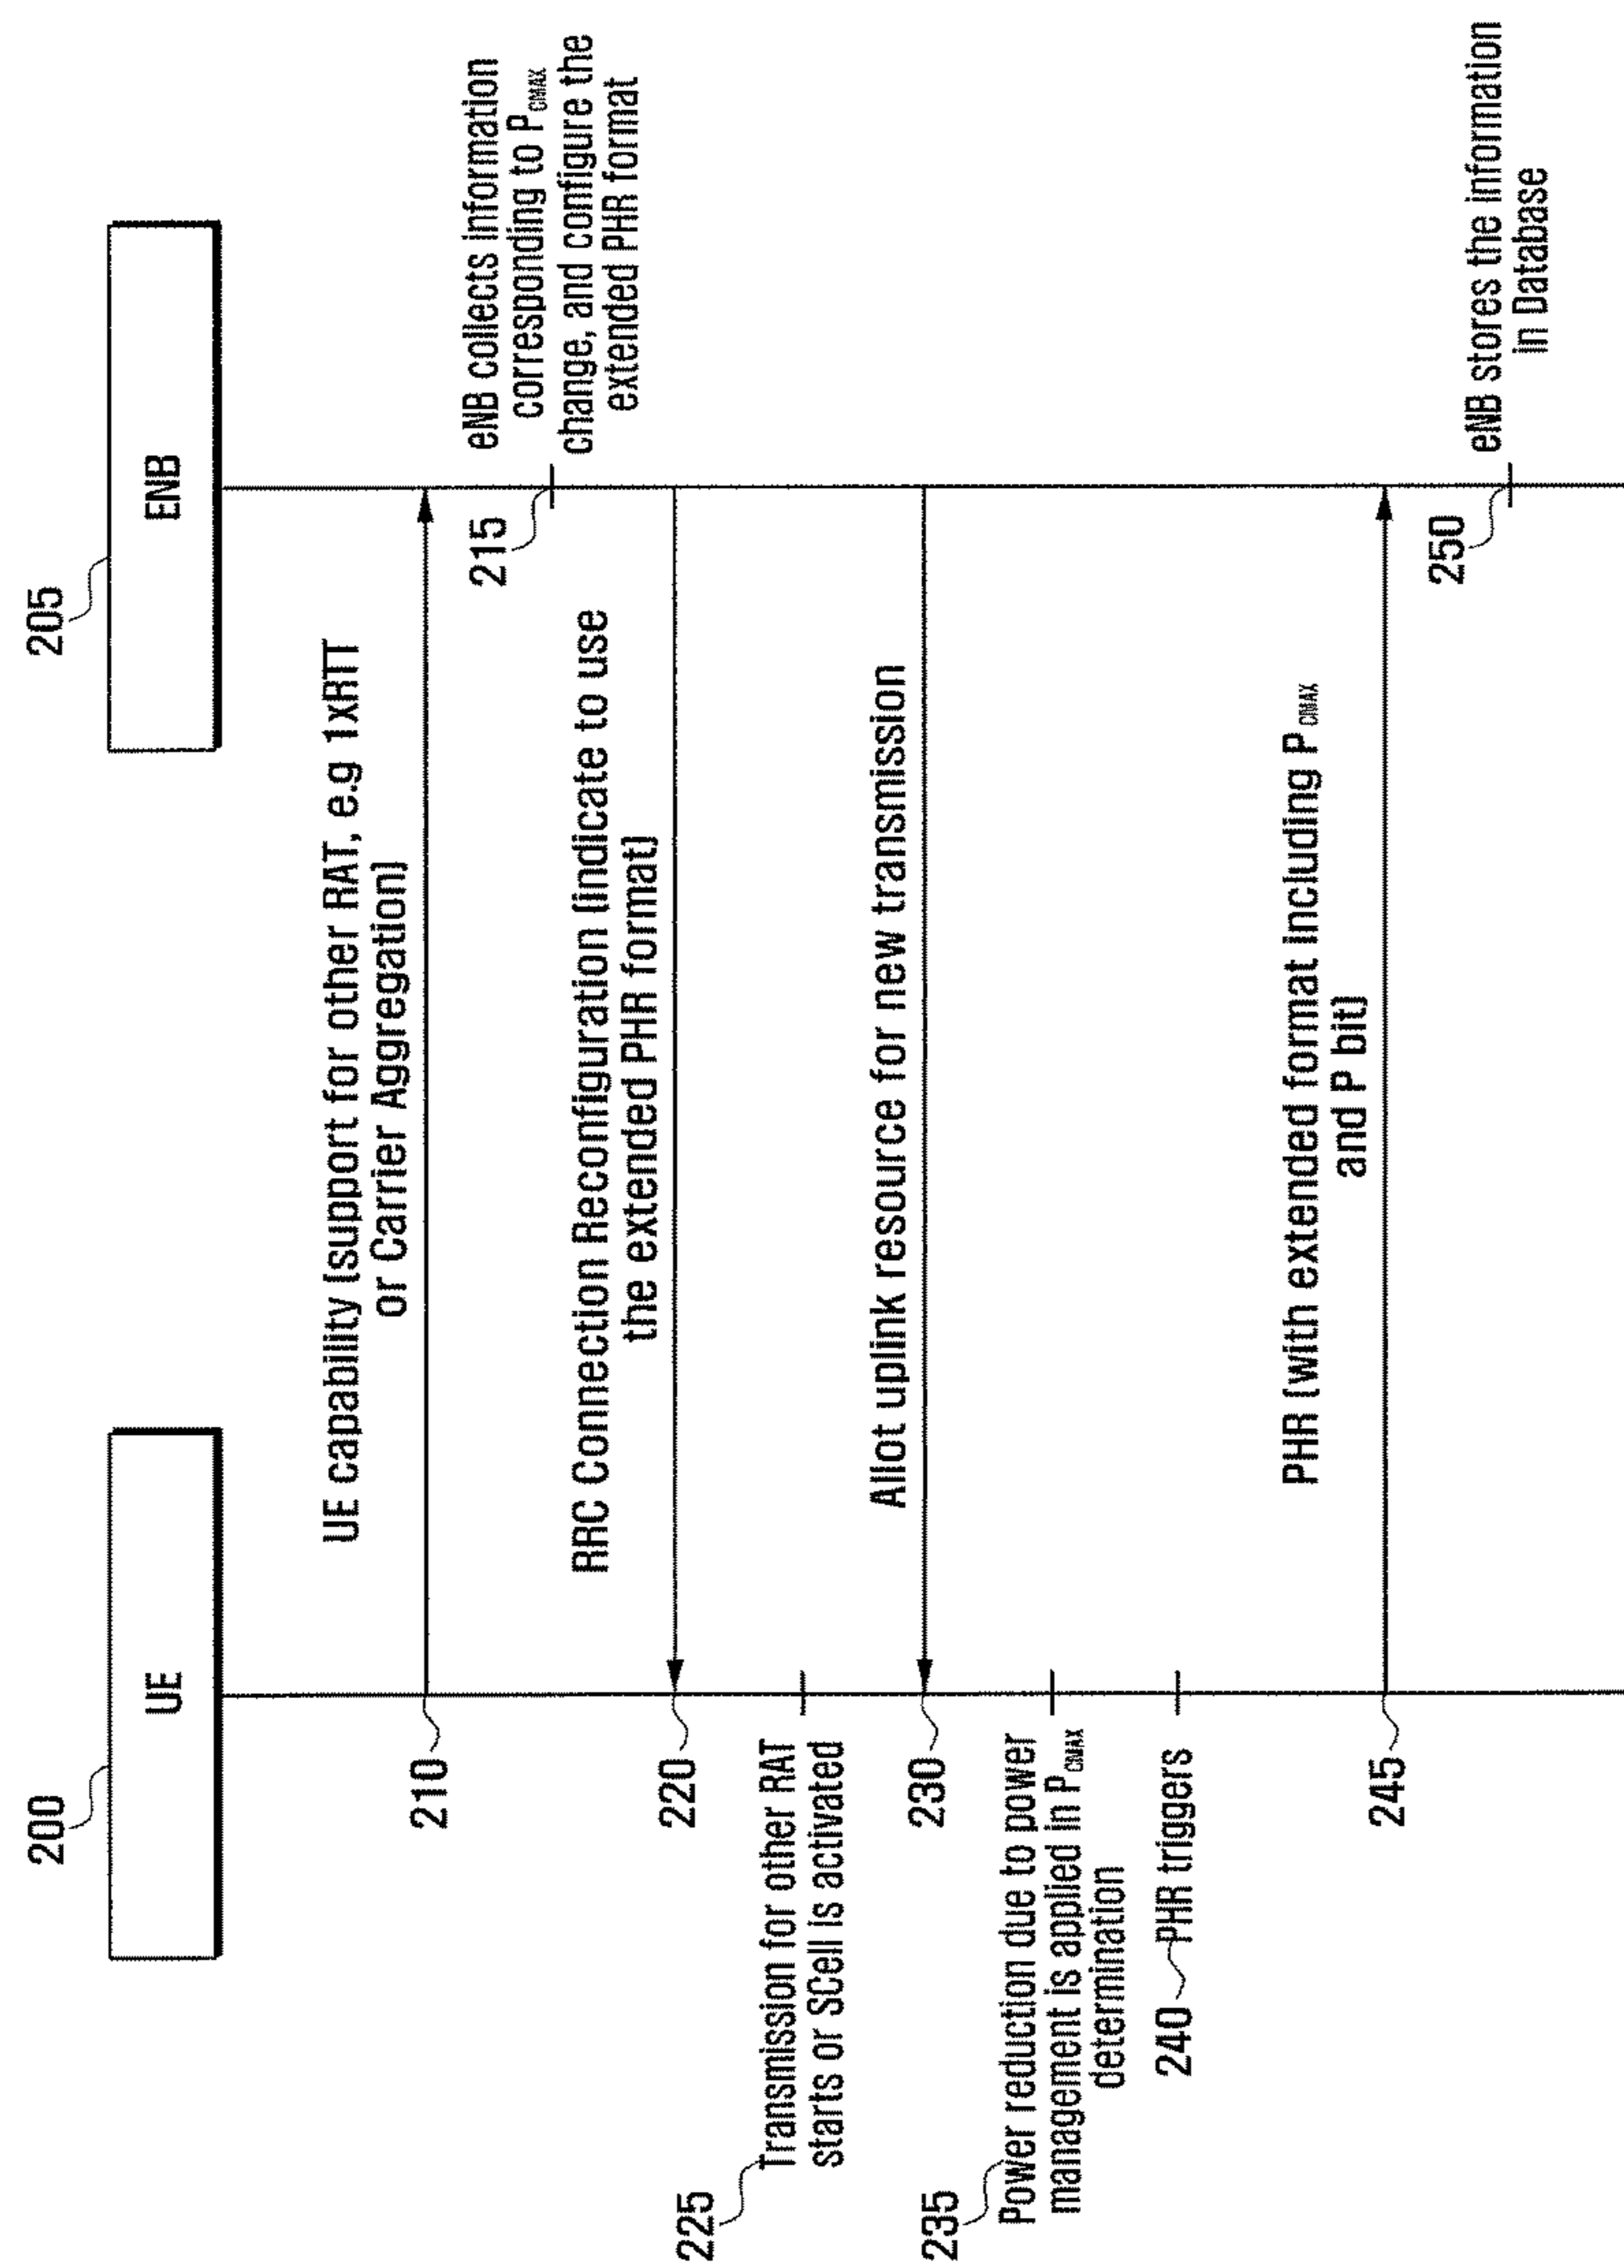 200
UE
205
ENB
UE capability (support for other RAT, e.g 1xRTT
or Carrier Aggregation)
210
215
eNB collects information
corresponding to PCMAX
change, and configure the
extended PHR format
RRC Connection Reconfiguration (indicate to use
the extended PHR format)
220
225
Transmission for other RAT
starts or SCell is activated
Allot uplink resource for new transmission
230
235
Power reduction due to power
management is applied in PCMAX
determination
240
PHR triggers
PHR (with extended format including PCMAX
and P bit)
245
250
eNB stores the information
in Database